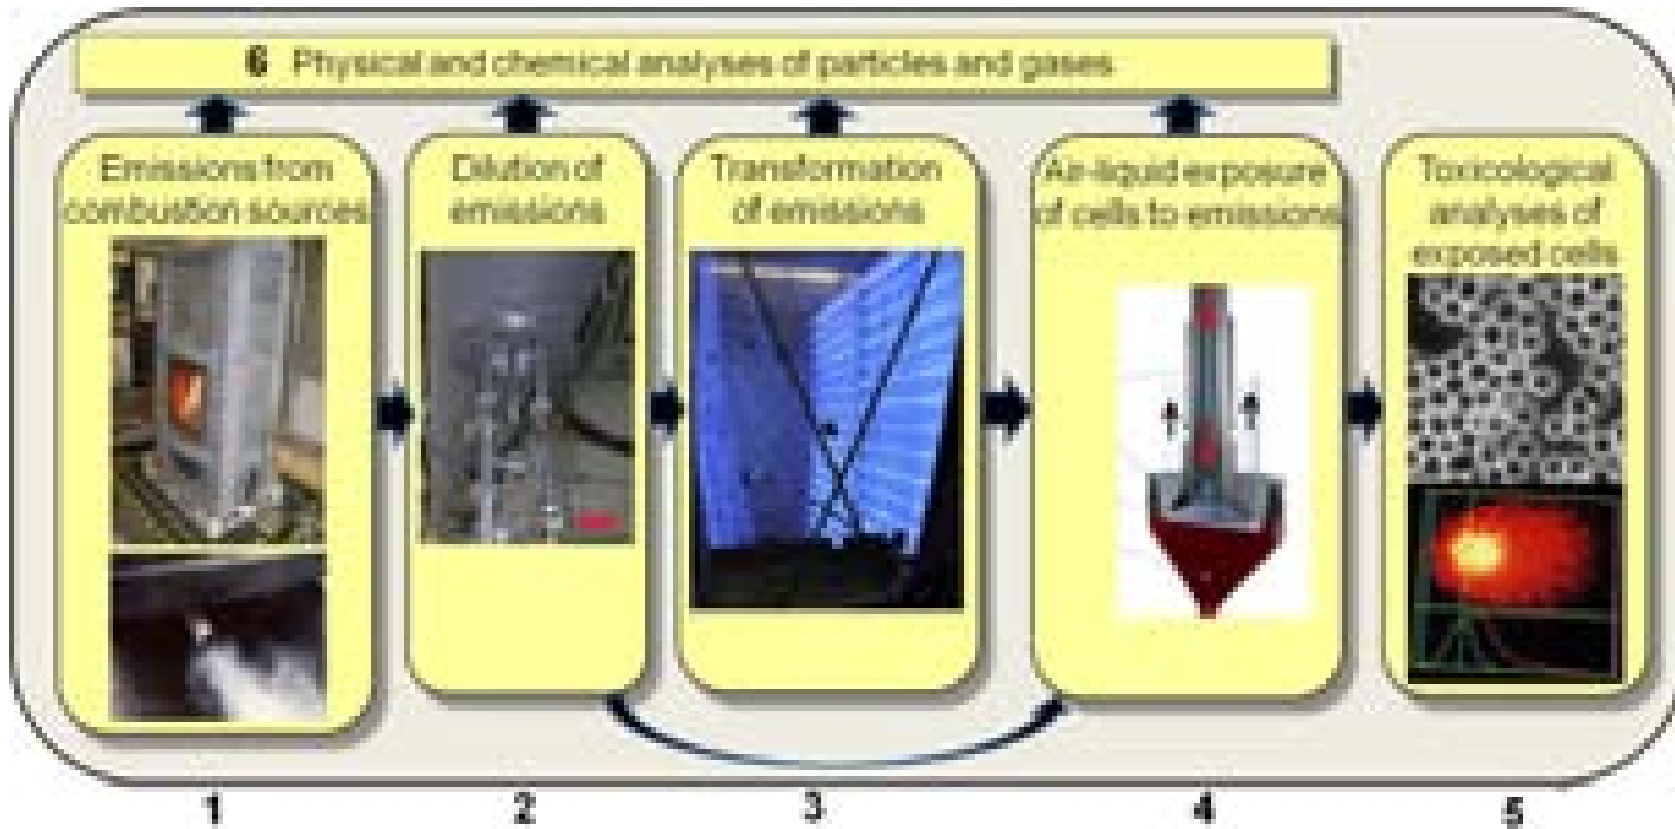 6 Physical and chemical analyses of particles and gases
Emissions from
combustion sources
Dilution of
emissions
Transformation
of emissions
Air-liquid exposure
of cells to emissions
Toxicological
analyses of
exposed cells
1 2 3 4 5